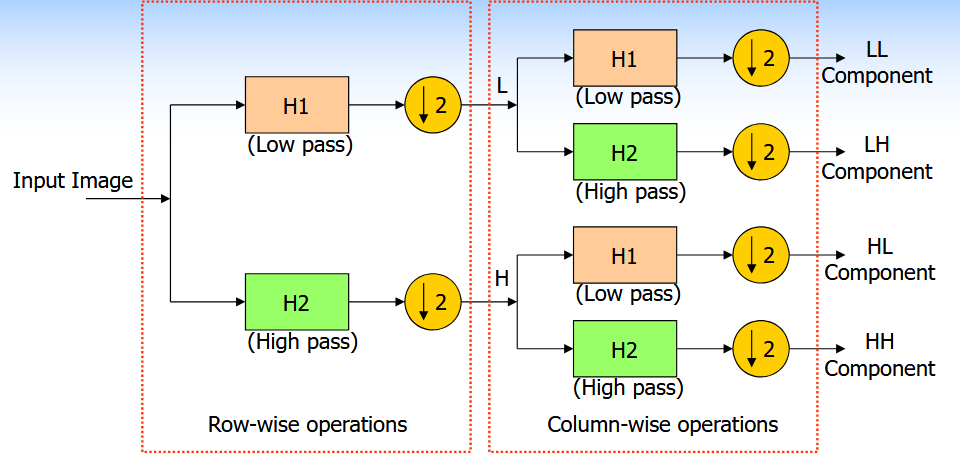 Input Image
H1
(Low pass)
2
L
H2
(High pass)
2
H
Row-wise operations
H1
(Low pass)
2
LL
Component
H2
(High pass)
2
LH
Component
H1
(Low pass)
2
HL
Component
H2
(High pass)
2
HH
Component
Column-wise operations